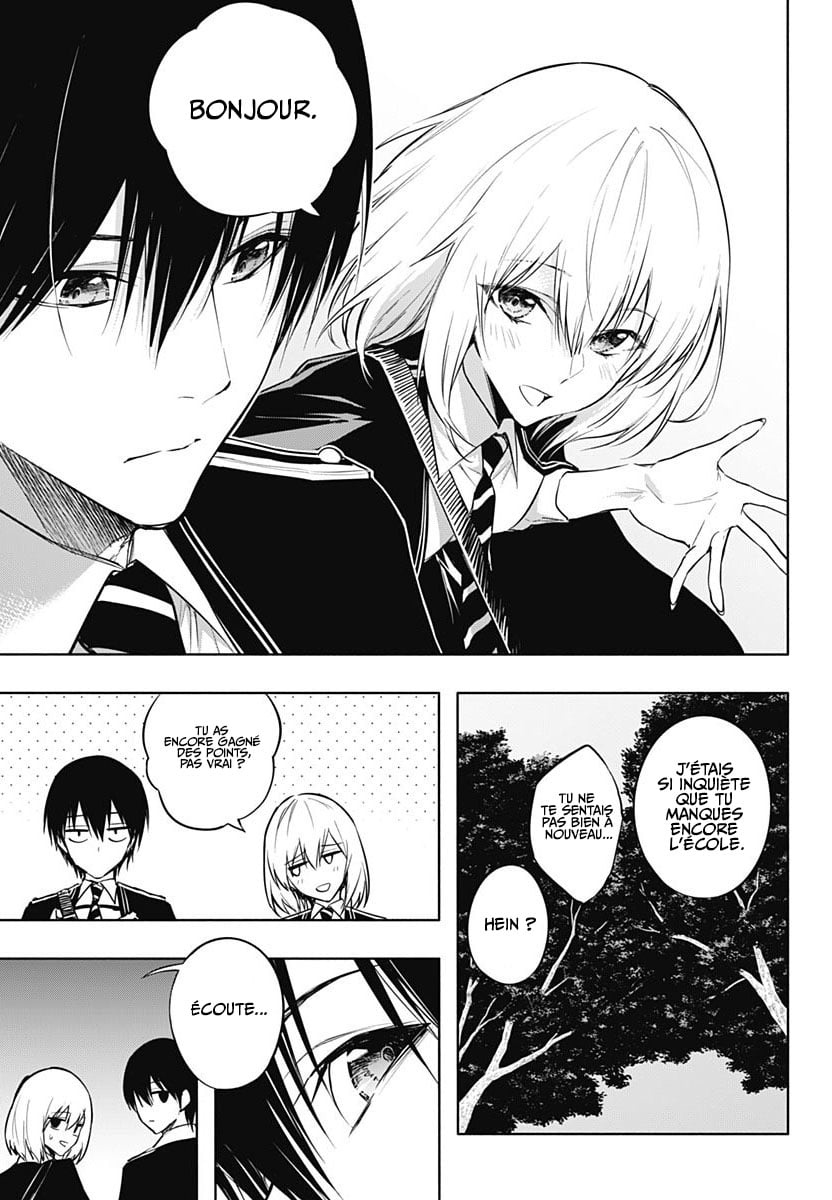 BONJOUR.
J'ÉTAIS
SI INQUIÈTE
QUE TU
MANQUES
ENCORE
L'ÉCOLE.
TU NE
TE SENTAIS
PAS BIEN À
NOUVEAU...
HEIN ?
TU AS
ENCORE GAGNÉ
DES POINTS,
PAS VRAI ?
ÉCOUTE...